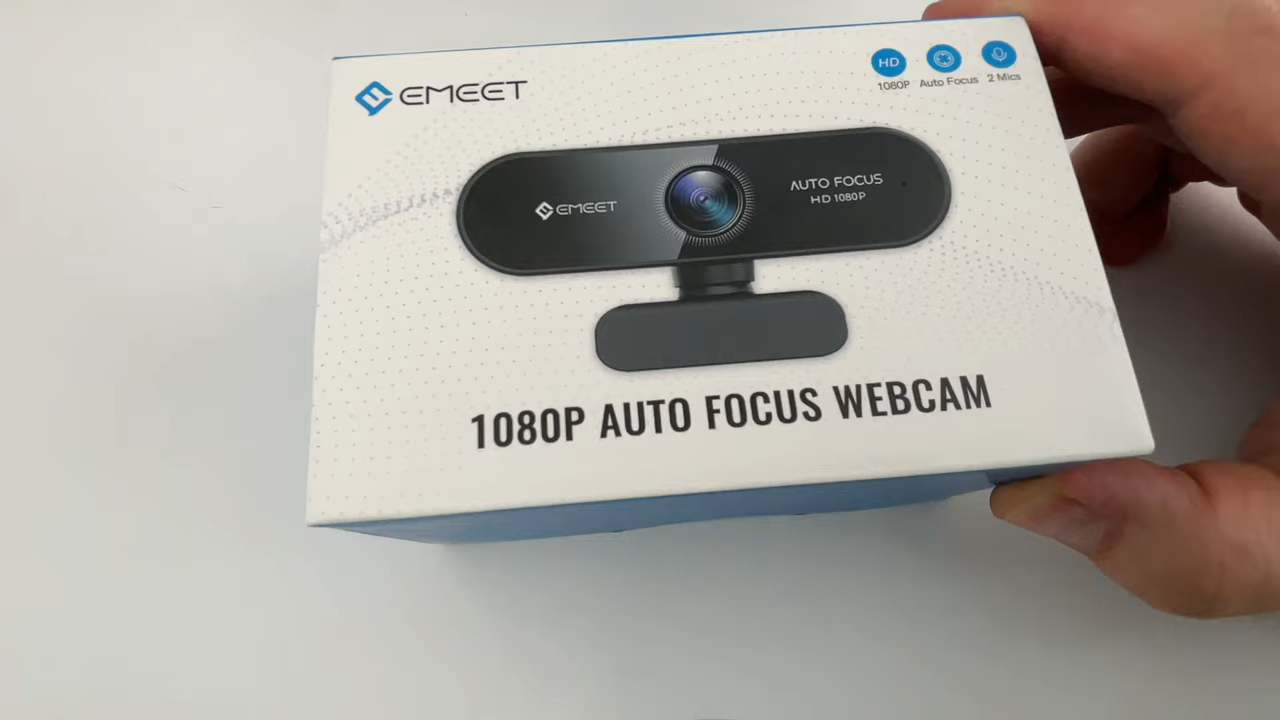 EMEET
HD
1080P
Auto Focus
2 Mics
EMEET
AUTO FOCUS
HD 1080P
1080P AUTO FOCUS WEBCAM